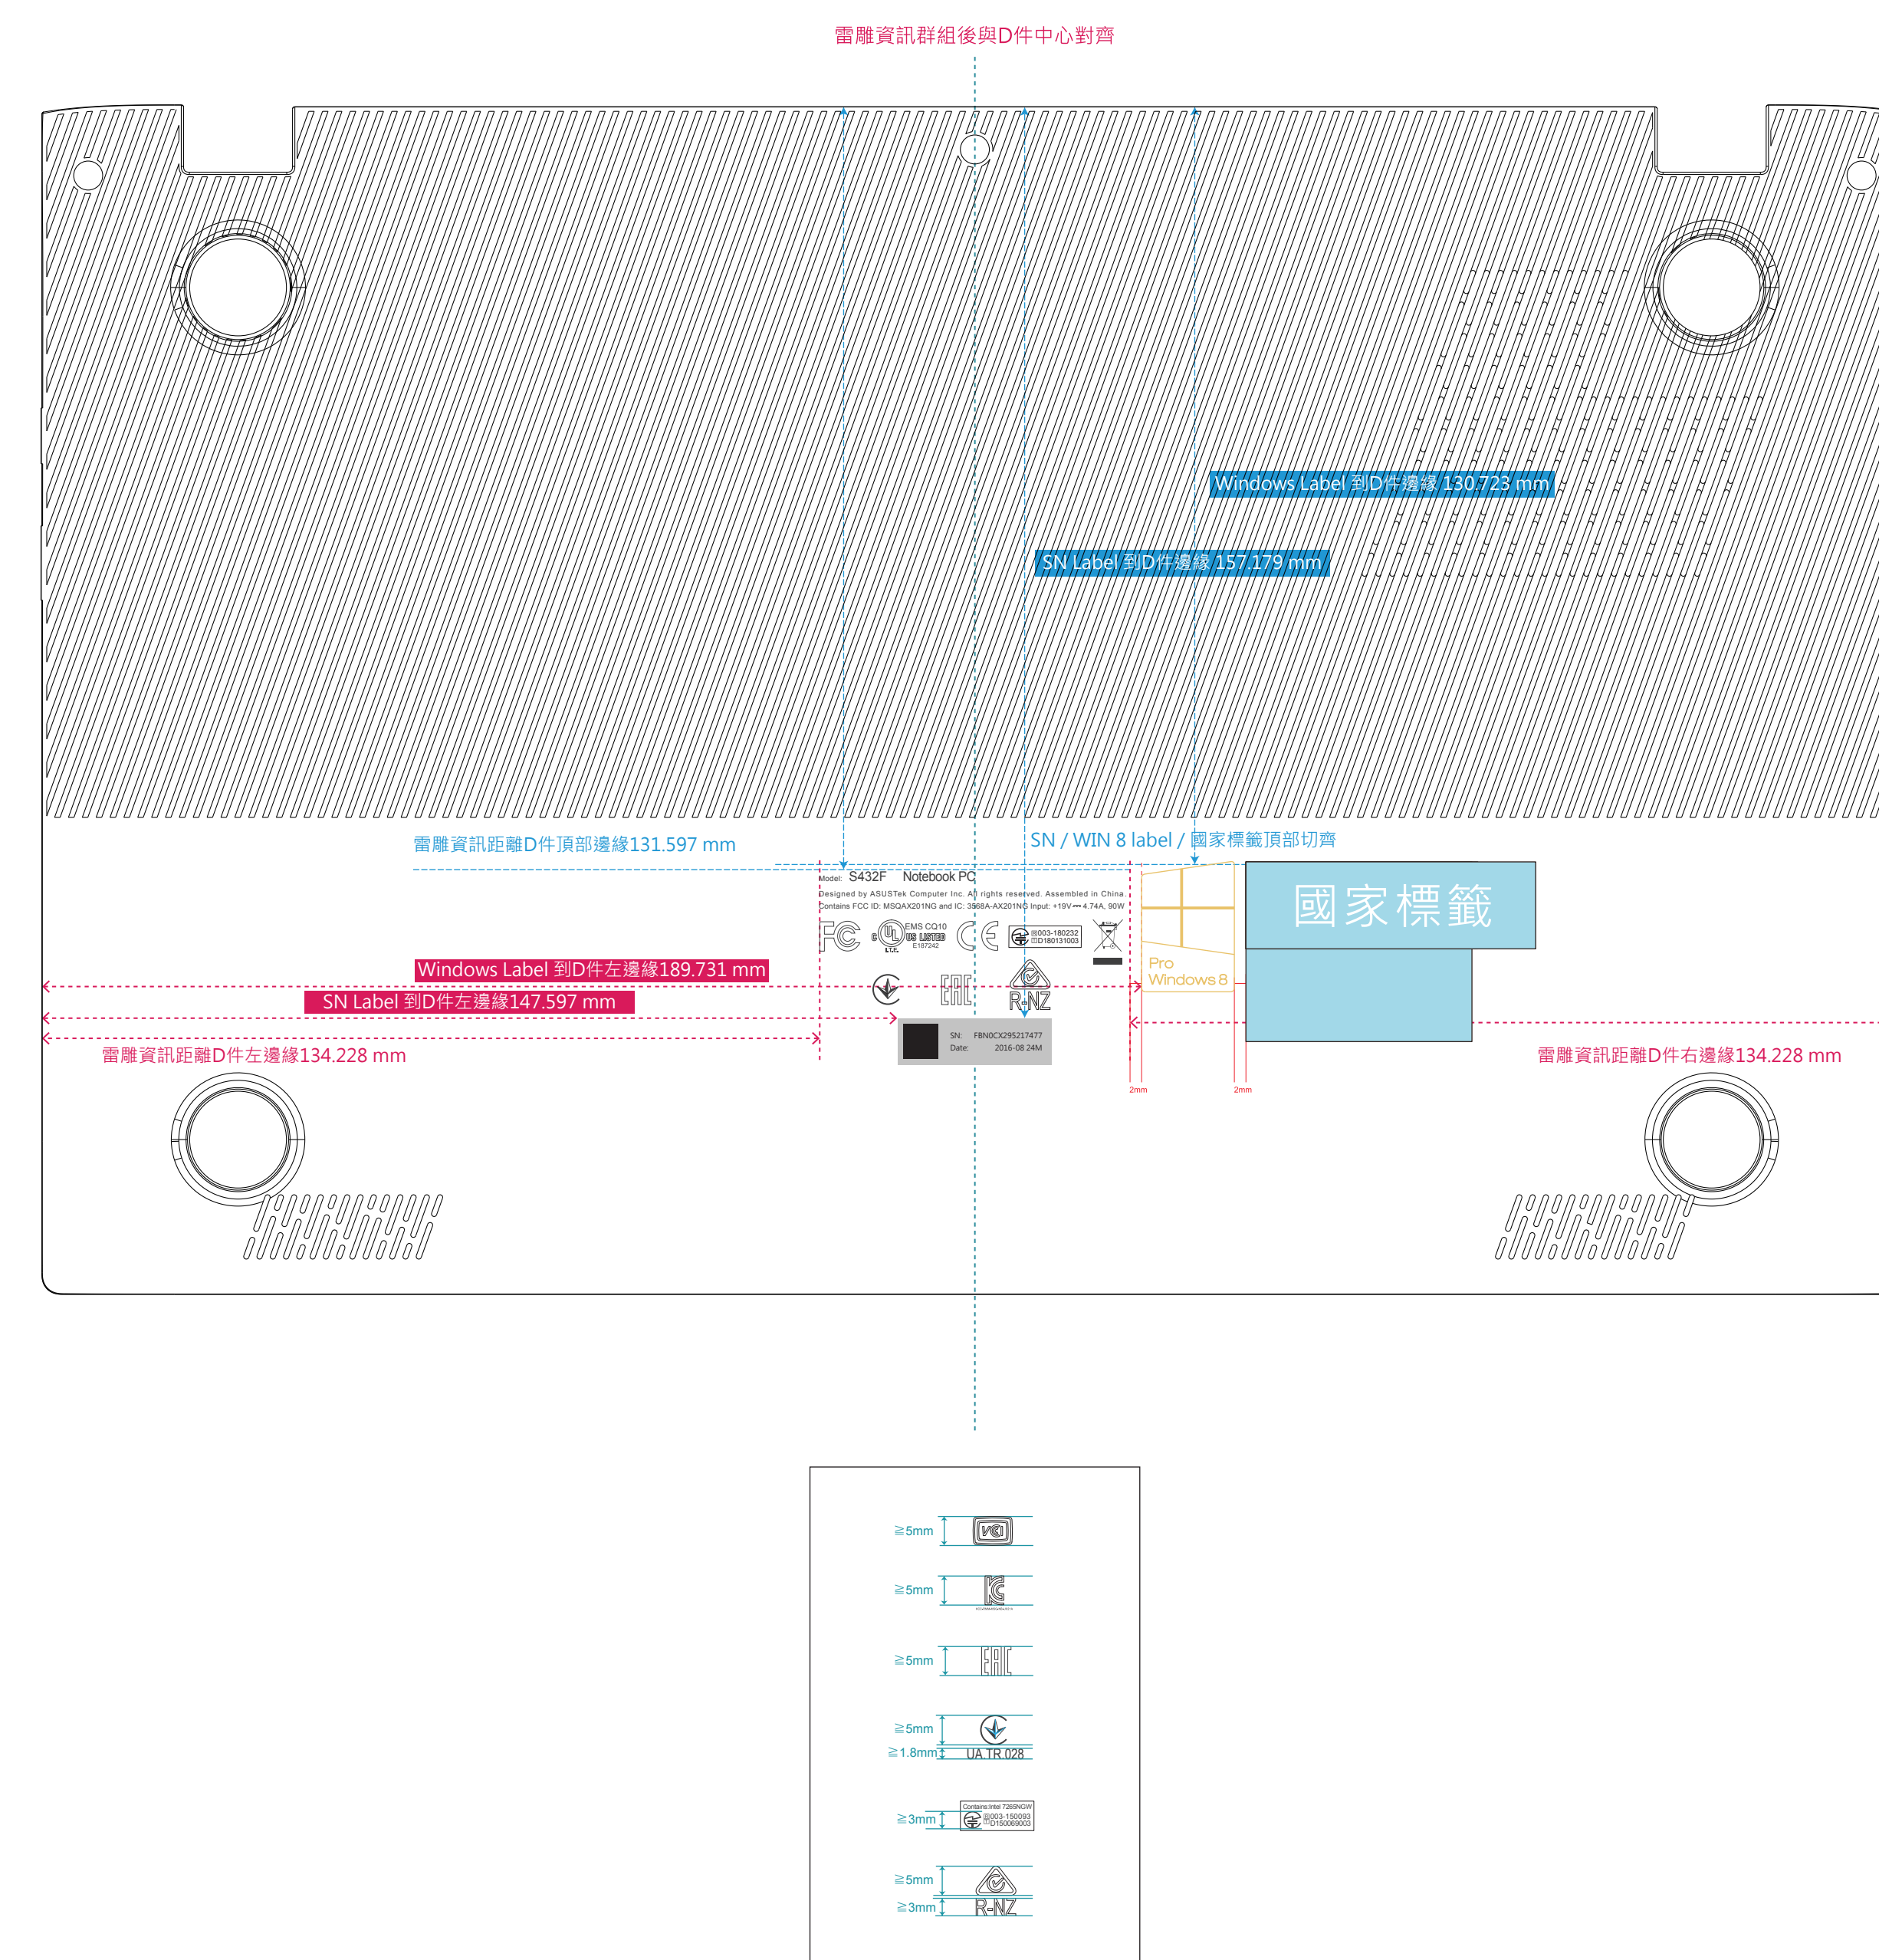 雷雕資訊群組後與D件中心對齊
Windows Label 到D件邊緣 130.723 mm
SN Label 到D件邊緣 157.179 mm
雷雕資訊距離D件頂部邊緣131.597 mm
SN / WIN 8 label / 國家標籤頂部切齊
Model: S432F Notebook PC
Designed by ASUSTek Computer Inc. All rights reserved. Assembled in China.
Contains FCC ID: MSQAX201NG and IC: 3568A-AX201NG Input: +19V⎓ 4.74A, 90W
FC
C UL US LISTED
I.T.E.
EMS CQ10
E187242
CE
R 003-180232
T D180131003
國家標籤
Pro
Windows 8
Windows Label 到D件左邊緣189.731 mm
SN Label 到D件左邊緣147.597 mm
EAC
R-NZ
SN: FBN0CX295217477
Date: 2016-08 24M
雷雕資訊距離D件左邊緣134.228 mm
雷雕資訊距離D件右邊緣134.228 mm
2mm
2mm
≧5mm
VCI
≧5mm
KC
≧5mm
EAC
≧5mm
≧1.8mm
UA.TR.028
Contains:Intel 7265NGW
≧3mm
R 003-150093
T D150069003
≧5mm
≧3mm
R-NZ